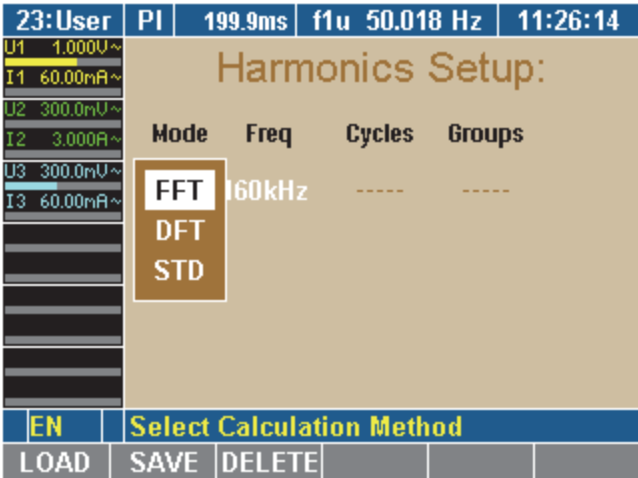 23:User PI 199.9ms f1u 50.018 Hz 11:26:14
U1 1.000V~
I1 60.00mA~
U2 300.0mV~
I2 3.000A~
U3 300.0mV~
I3 60.00mA~
Harmonics Setup:
Mode Freq Cycles Groups
FFT 160kHz ----- -----
DFT
STD
EN Select Calculation Method
LOAD SAVE DELETE